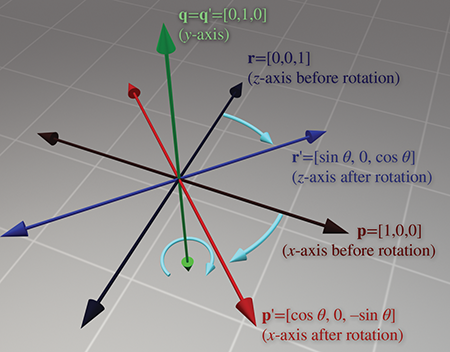 q=q'=[0,1,0]
(y-axis)
r=[0,0,1]
(z-axis before rotation)
r'=[sin θ, 0, cos θ]
(z-axis after rotation)
p=[1,0,0]
(x-axis before rotation)
p'=[cos θ, 0, –sin θ]
(x-axis after rotation)